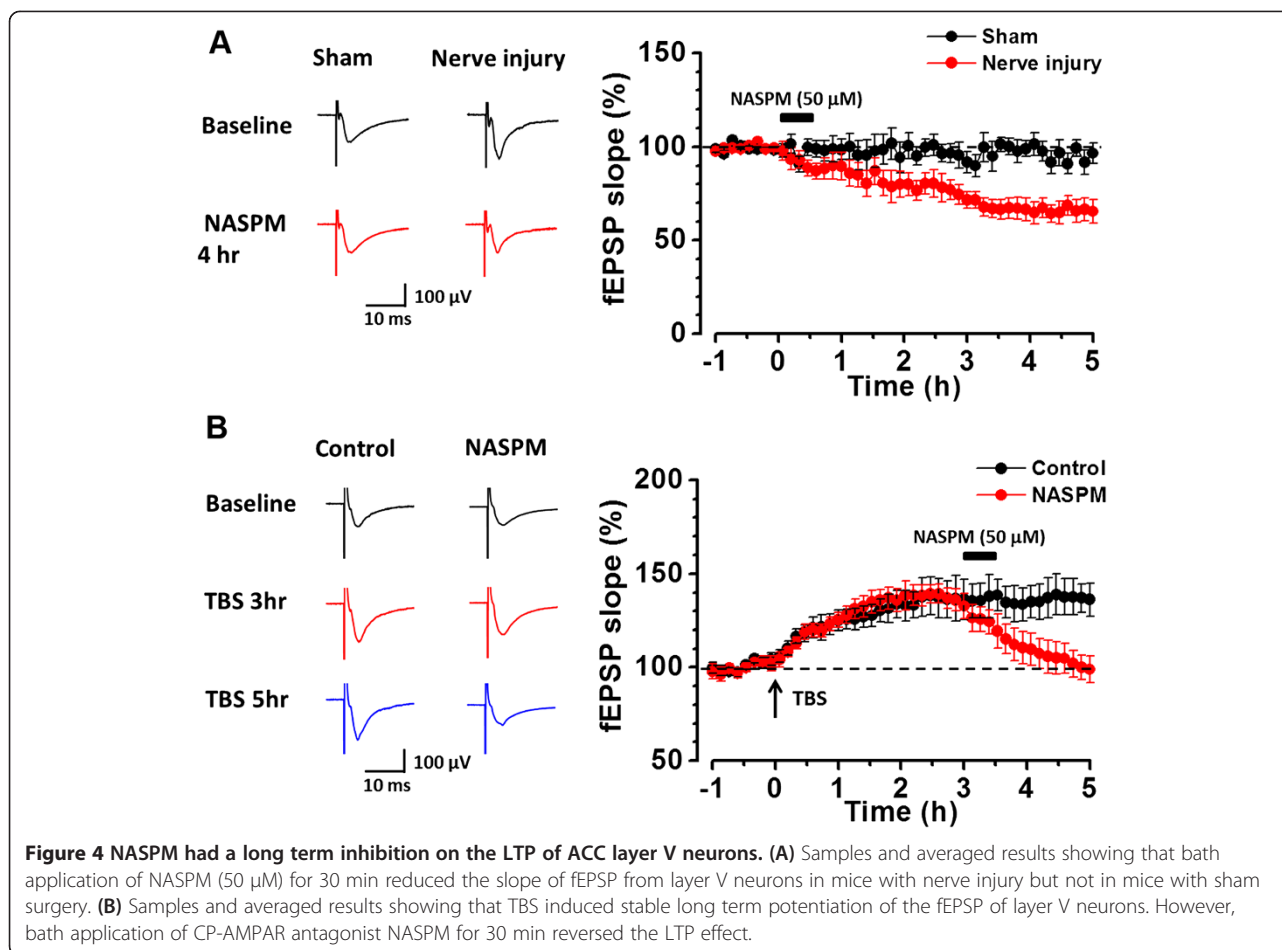 A
Sham Nerve injury
Baseline
NASPM
4 hr
100 µV
10 ms
Sham
Nerve injury
NASPM (50 µM)
fEPSP slope (%)
150
100
50
0
-1 0 1 2 3 4 5
Time (h)
B
Control NASPM
Baseline
TBS 3hr
TBS 5hr
100 µV
10 ms
Control
NASPM
NASPM (50 µM)
fEPSP slope (%)
200
150
100
50
TBS
-1 0 1 2 3 4 5
Time (h)
Figure 4 NASPM had a long term inhibition on the LTP of ACC layer V neurons. (A) Samples and averaged results showing that bath
application of NASPM (50 µM) for 30 min reduced the slope of fEPSP from layer V neurons in mice with nerve injury but not in mice with sham
surgery. (B) Samples and averaged results showing that TBS induced stable long term potentiation of the fEPSP of layer V neurons. However,
bath application of CP-AMPAR antagonist NASPM for 30 min reversed the LTP effect.